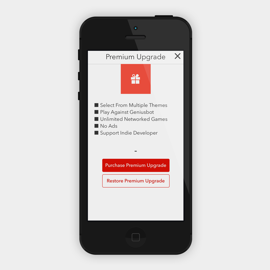 Premium Upgrade
Select From Multiple Themes
Play Against Geniusbot
Unlimited Networked Games
No Ads
Support Indie Developer
Purchase Premium Upgrade
Restore Premium Upgrade